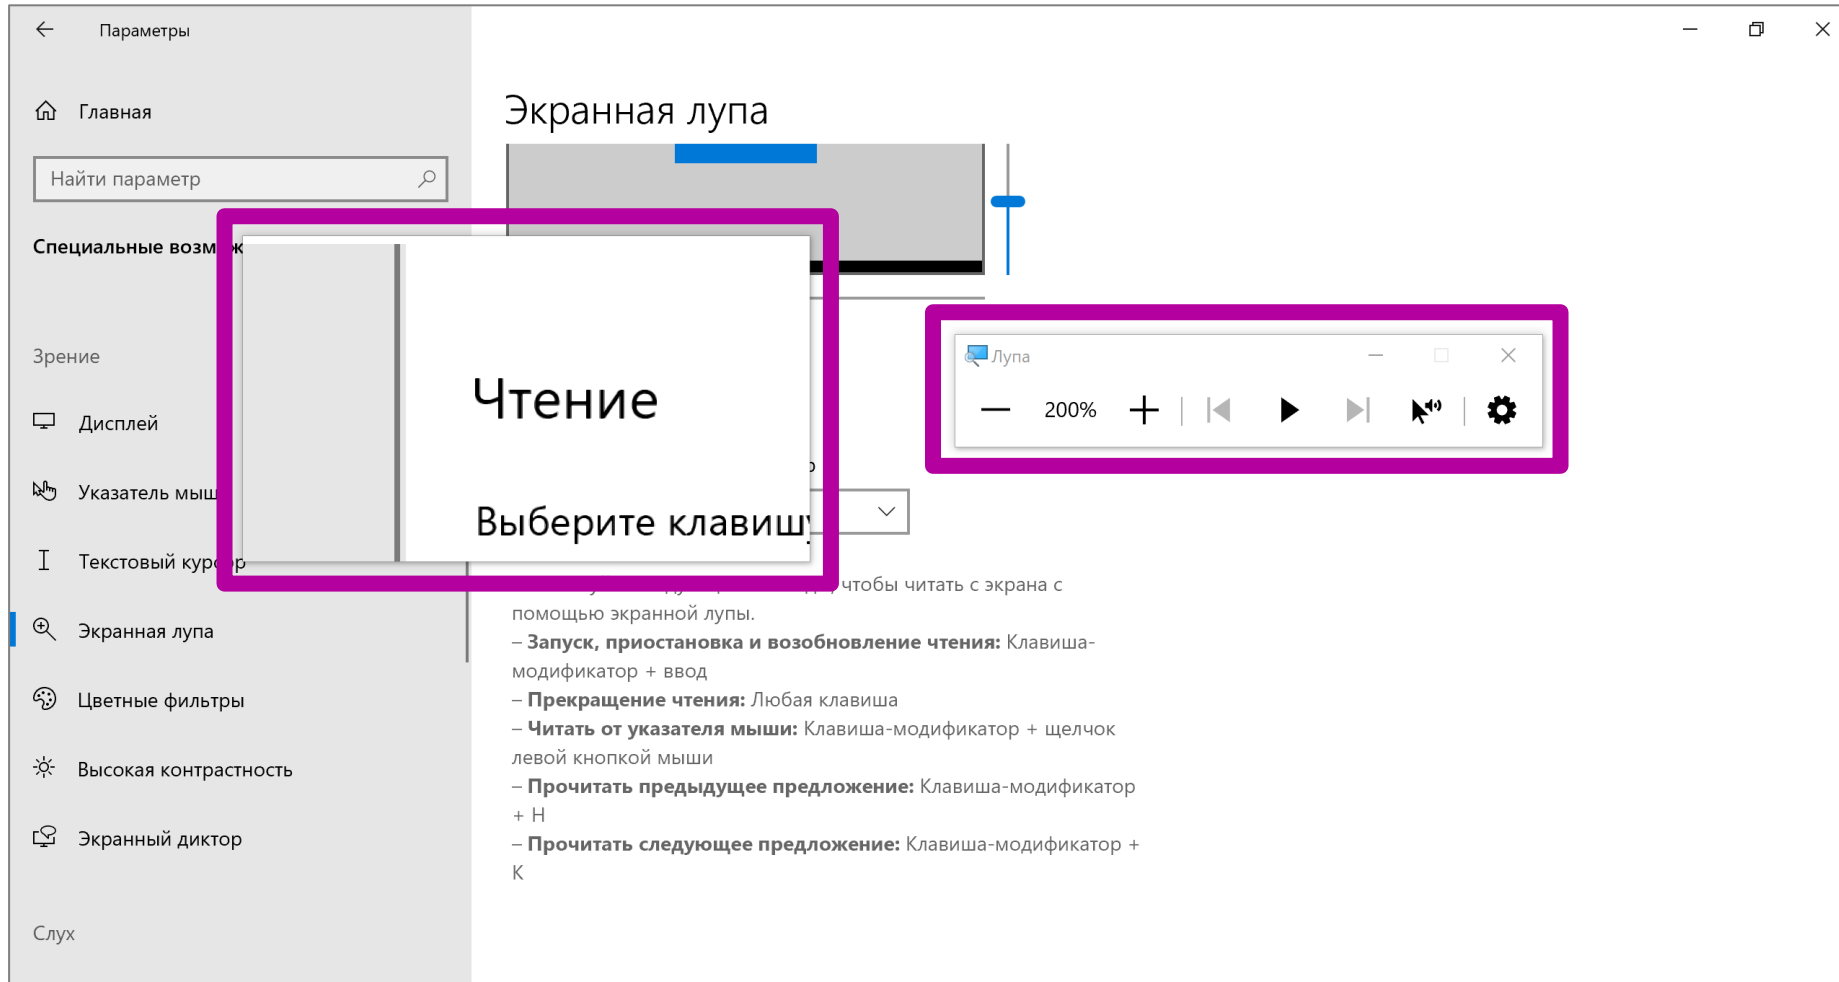 Параметры
Главная
Найти параметр
Специальные
Зрение
Дисплей
Указатель
Текстовый
Экранная лупа
Цветные фильтры
Высокая контрастность
Экранный диктор
Слух
Экранная лупа
Чтение
Выберите клавишу
Лупа
200%
чтобы читать с экрана с
помощью экранной лупы.
– Запуск, приостановка и возобновление чтения: Клавиша-
модификатор + ввод
– Прекращение чтения: Любая клавиша
– Читать от указателя мыши: Клавиша-модификатор + щелчок
левой кнопкой мыши
– Прочитать предыдущее предложение: Клавиша-модификатор
+ H
– Прочитать следующее предложение: Клавиша-модификатор +
K